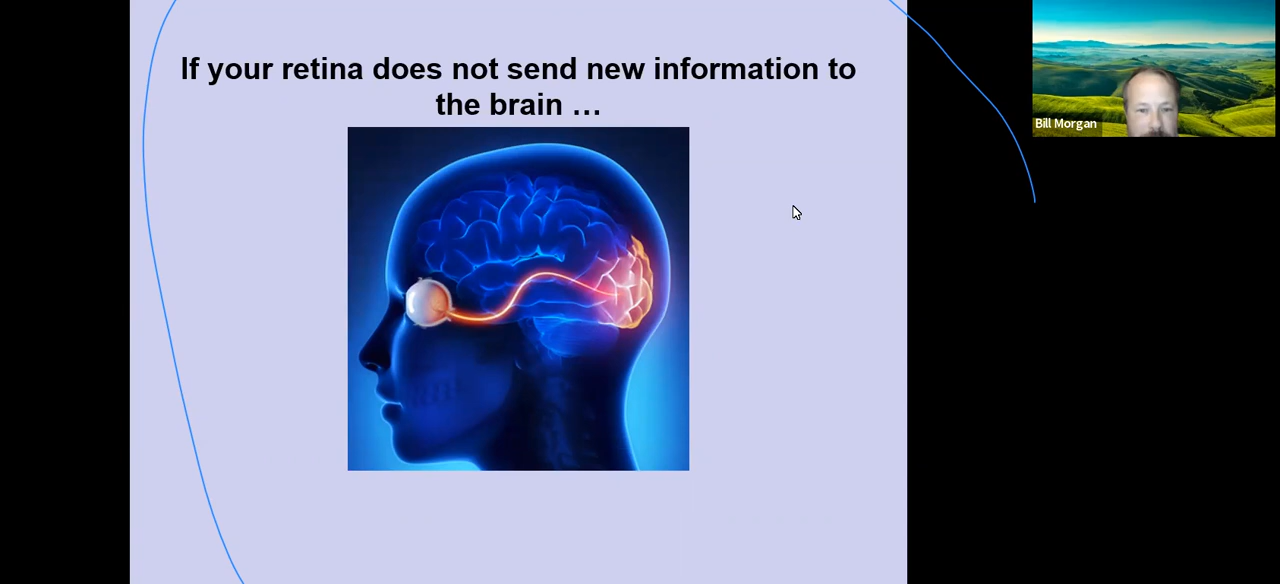 If your retina does not send new information to
the brain …
Bill Morgan